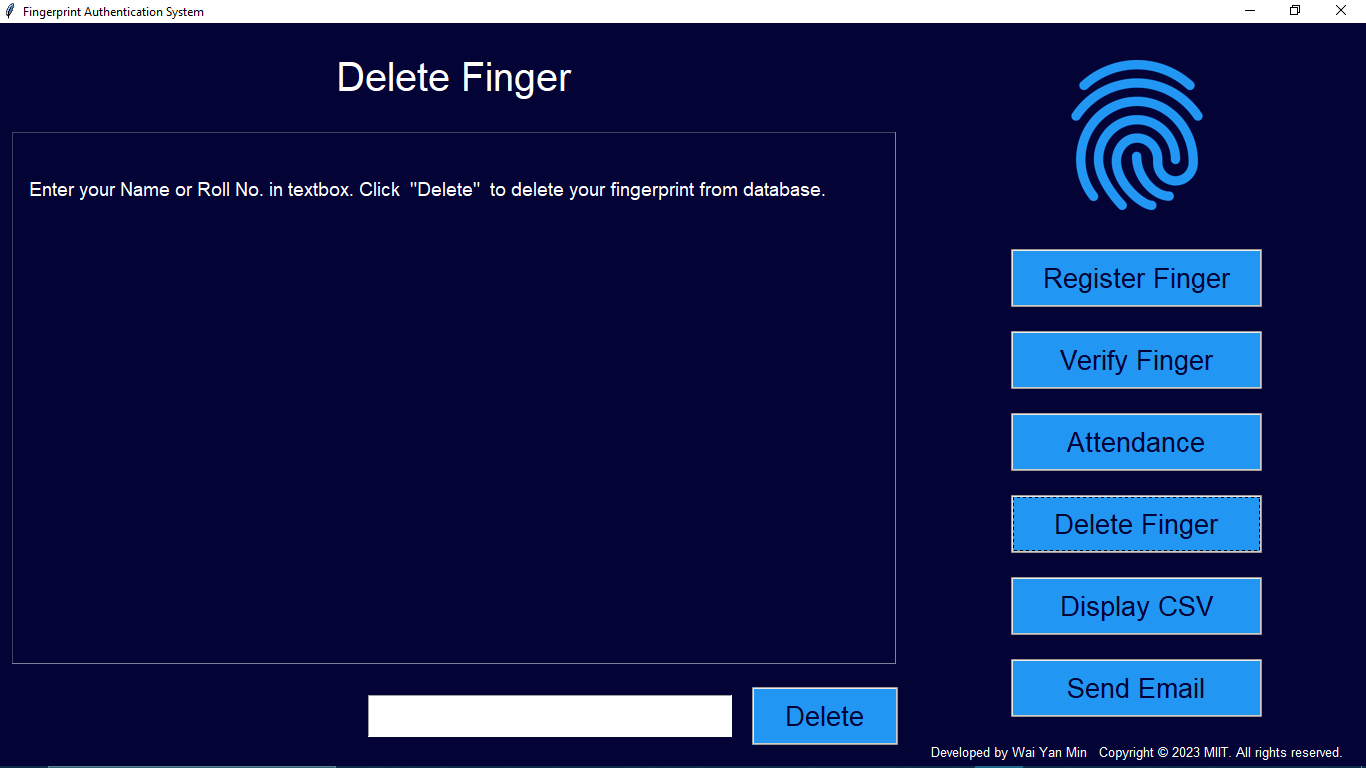 Fingerprint Authentication System
Delete Finger
Enter your Name or Roll No. in textbox. Click  "Delete"  to delete your fingerprint from database.
Register Finger
Verify Finger
Attendance
Delete Finger
Display CSV
Send Email
Delete
Developed by Wai Yan Min   Copyright © 2023 MIIT. All rights reserved.